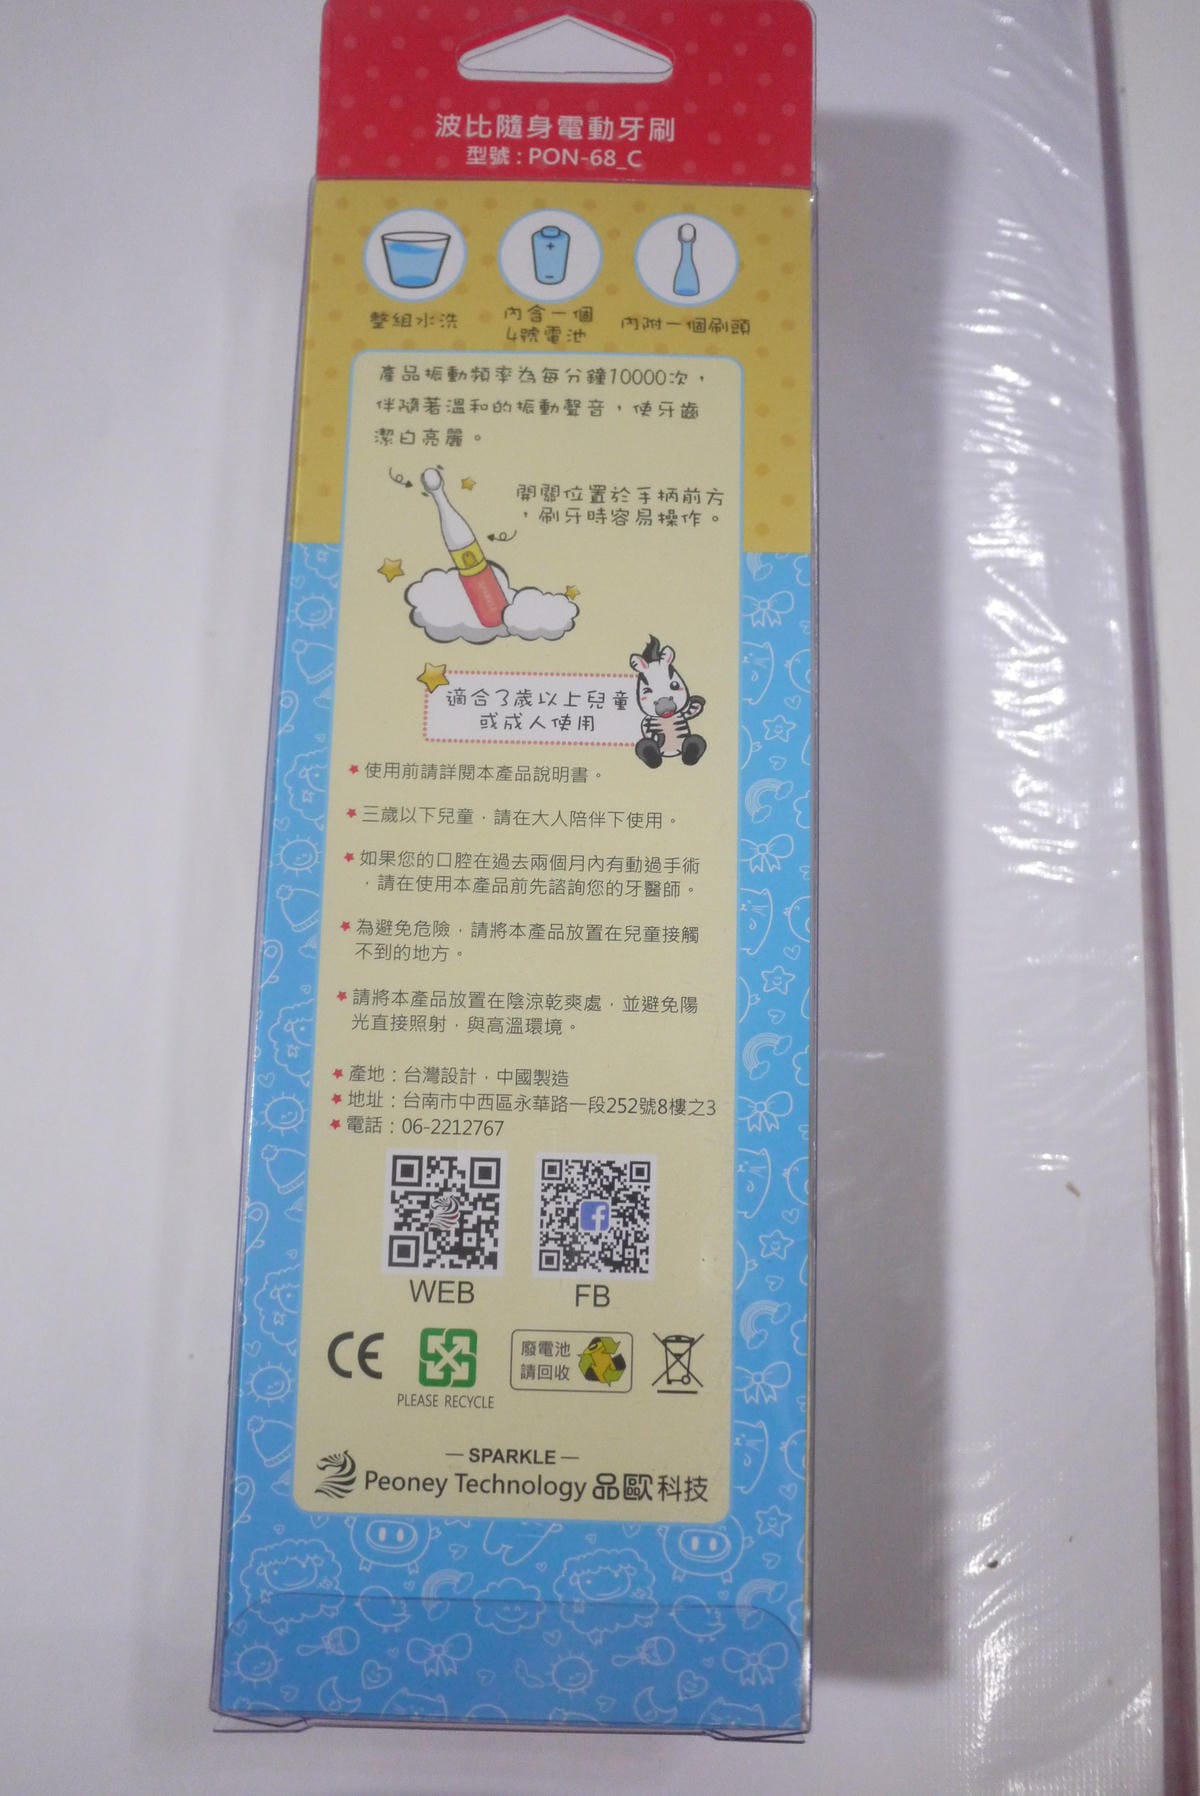 波比隨身電動牙刷
型號：PON-68_C
整組水洗
內含一個
4號電池
內附一個刷頭
產品振動頻率為每分鐘10000次，
伴隨著溫和的振動聲音，使牙齒
潔白亮麗。
開關位置於手柄前方
，刷牙時容易操作。
適合3歲以上兒童
或成人使用
使用前請詳閱本產品說明書。
三歲以下兒童，請在大人陪伴下使用。
如果您的口腔在過去兩個月內有動過手術
，請在使用本產品前先諮詢您的牙醫師。
為避免危險，請將本產品放置在兒童接觸
不到的地方。
請將本產品放置在陰涼乾爽處，並避免陽
光直接照射，與高溫環境。
產地：台灣設計，中國製造
地址：台南市中西區永華路一段252號8樓之3
電話：06-2212767
WEB
FB
CE
PLEASE RECYCLE
廢電池
請回收
— SPARKLE —
Peoney Technology 品歐科技